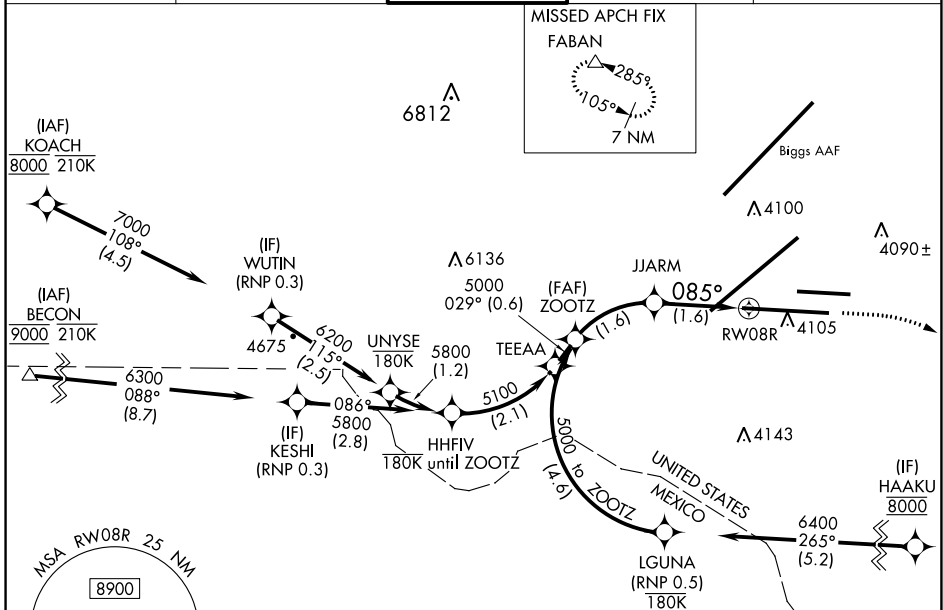 MISSED APCH FIX
FABAN
285°
105°
7 NM
6812
(IAF)
KOACH
8000 210K
7000
108°
(4.5)
Biggs AAF
4100
4090±
(IF)
WUTIN
(RNP 0.3)
6136
5000
029° (0.6)
(FAF)
ZOOTZ
JJARM
085°
(1.6)
(1.6)
RW08R
4105
(IAF)
BECON
9000 210K
4675
6200
115°
(2.5)
UNYSE
180K
5800
(1.2)
TEEAA
6300
088°
(8.7)
5100
(2.1)
086°
5800
(2.8)
(IF)
KESHI
(RNP 0.3)
HHFIV
180K until ZOOTZ
5000 to ZOOTZ
(4.6)
4143
UNITED STATES
MEXICO
(IF)
HAAKU
8000
6400
265°
(5.2)
LGUNA
(RNP 0.5)
180K
MSA RW08R 25 NM
8900